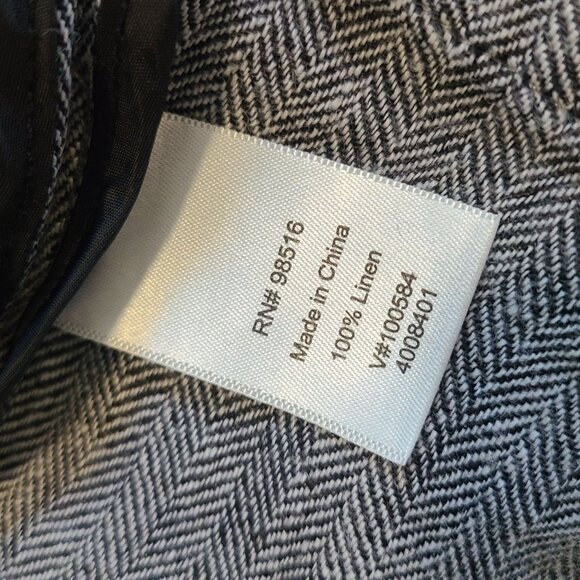 RN# 98516
Made in China
100% Linen
V#100584
4008401